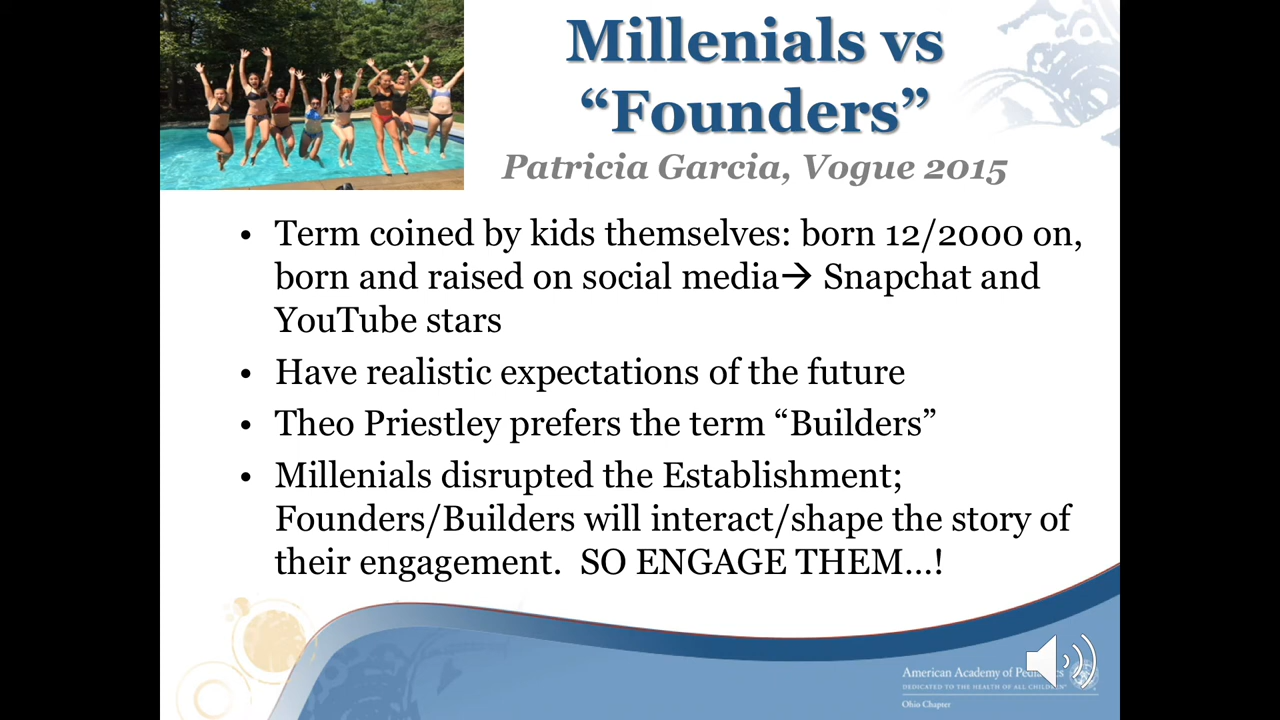 Millenials vs
“Founders”
Patricia Garcia, Vogue 2015
• Term coined by kids themselves: born 12/2000 on,
born and raised on social media→ Snapchat and
YouTube stars
• Have realistic expectations of the future
• Theo Priestley prefers the term “Builders”
• Millenials disrupted the Establishment;
Founders/Builders will interact/shape the story of
their engagement.  SO ENGAGE THEM…!
American Academy of
DEDICATED TO THE HEALTH OF ALL
Ohio Chapter